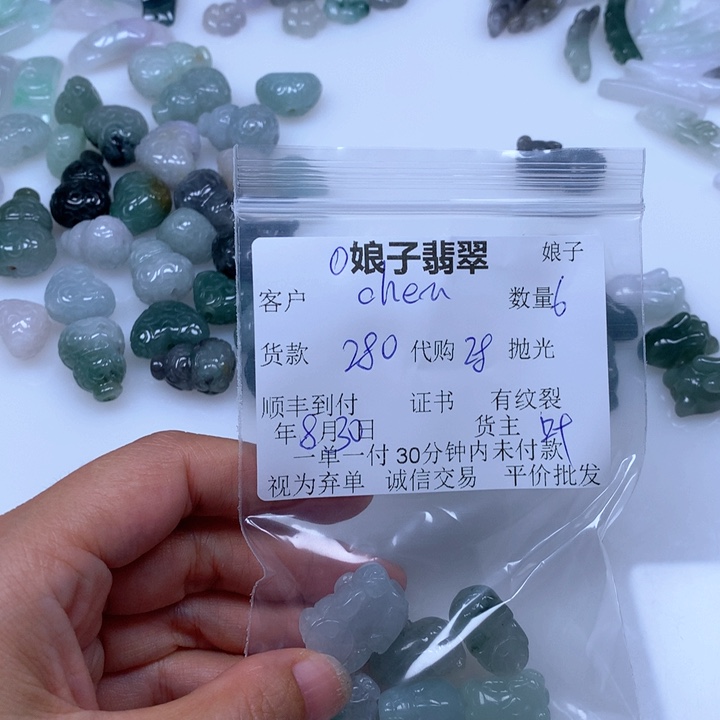 0娘子翡翠 娘子
客户 chen 数量6
货款 280 代购 28 抛光
顺丰到付 证书 有纹裂
年8月30日 货主 叶
一单一付 30分钟内未付款
视为弃单 诚信交易 平价批发